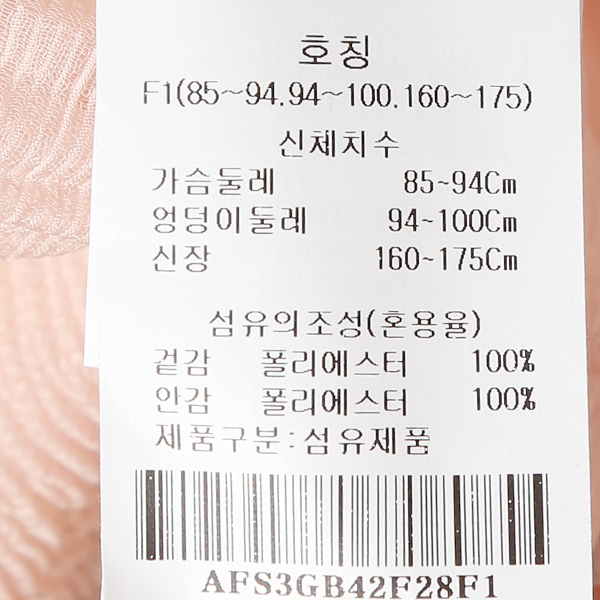 호칭
F1(85~94.94~100.160~175)
신체치수
가슴둘레 85~94Cm
엉덩이둘레 94~100Cm
신장 160~175Cm
섬유의조성(혼용율)
겉감 폴리에스터 100%
안감 폴리에스터 100%
제품구분:섬유제품
AFS3GB42F28F1